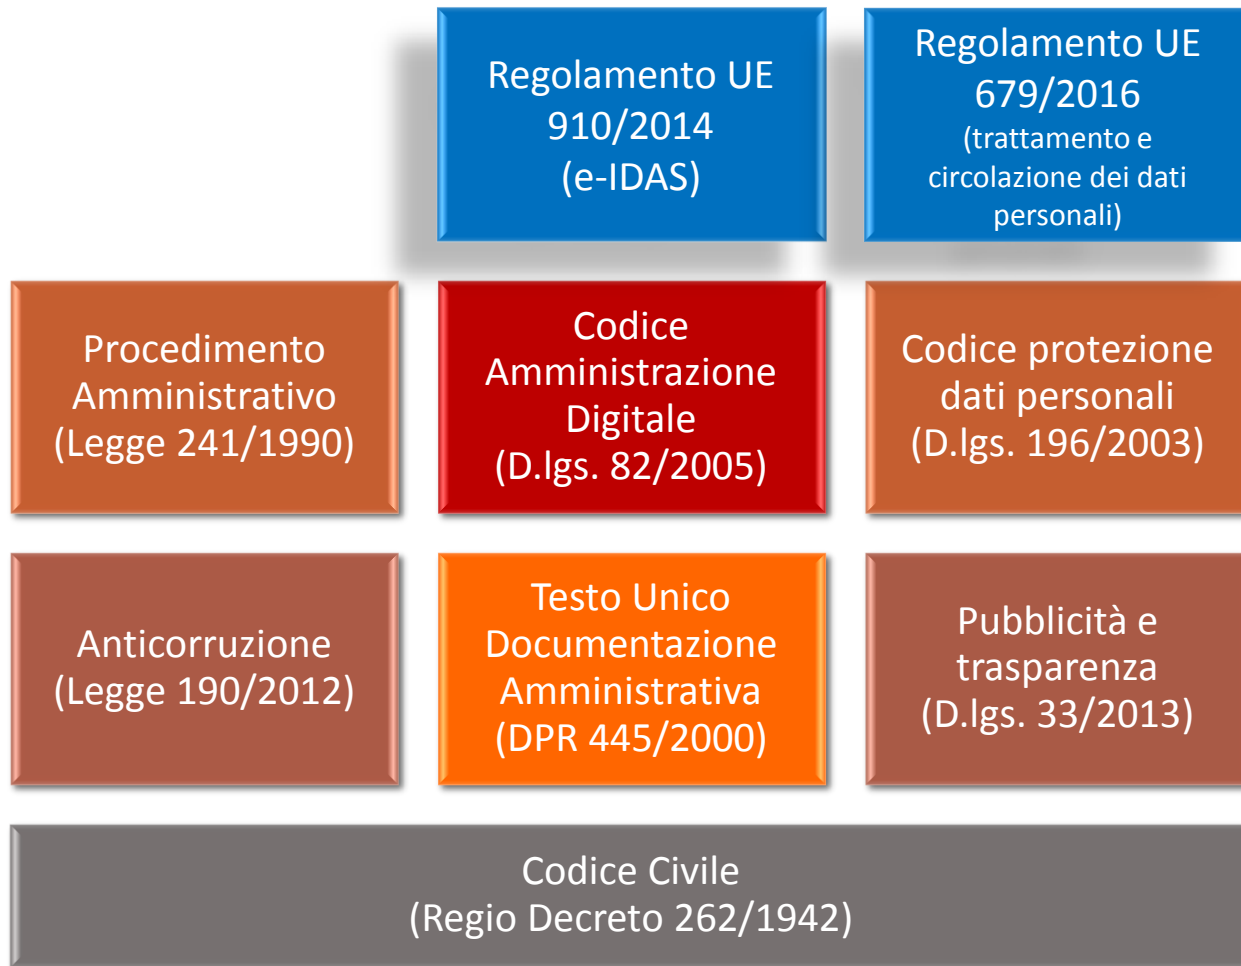 Regolamento UE
910/2014
(e-IDAS)
Regolamento UE
679/2016
(trattamento e
circolazione dei dati
personali)
Procedimento
Amministrativo
(Legge 241/1990)
Codice
Amministrazione
Digitale
(D.lgs. 82/2005)
Codice protezione
dati personali
(D.lgs. 196/2003)
Anticorruzione
(Legge 190/2012)
Testo Unico
Documentazione
Amministrativa
(DPR 445/2000)
Pubblicità e
trasparenza
(D.lgs. 33/2013)
Codice Civile
(Regio Decreto 262/1942)